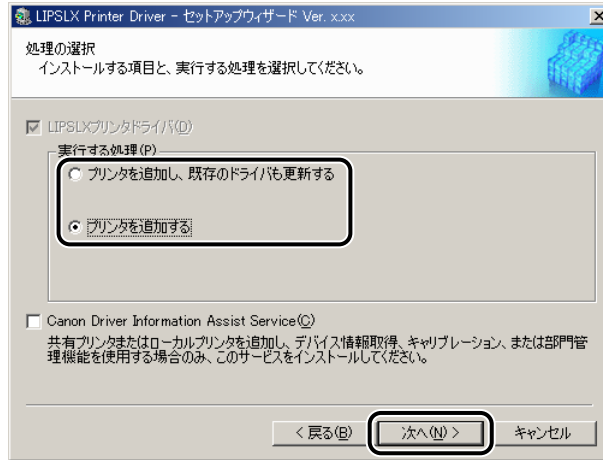 LIPSLX Printer Driver - セットアップウィザード Ver. x.xx
処理の選択
インストールする項目と、実行する処理を選択してください。
LIPSLXプリンタドライバ(D)
実行する処理(P)
プリンタを追加し、既存のドライバも更新する
プリンタを追加する
Canon Driver Information Assist Service(C)
共有プリンタまたはローカルプリンタを追加し、デバイス情報取得、キャリブレーション、または部門管
理機能を使用する場合のみ、このサービスをインストールしてください。
< 戻る(B) 次へ(N) > キャンセル